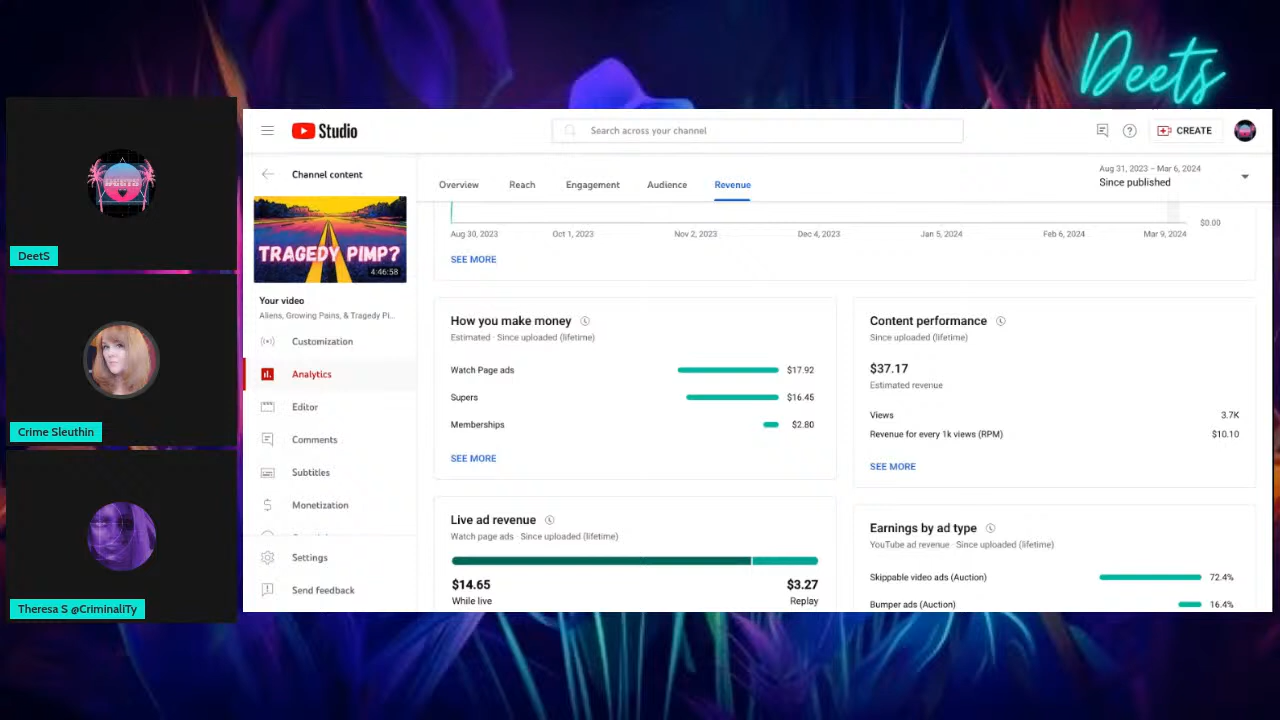 Deets
DEETS
DeetS
Crime Sleuthin
Theresa S @CriminaliTy
Studio
Search across your channel
CREATE
Channel content
TRAGEDY PIMP?
4:46:58
Your video
Aliens, Growing Pains, & Tragedy Pi...
Customization
Analytics
Editor
Comments
Subtitles
Monetization
Settings
Send feedback
Overview
Reach
Engagement
Audience
Revenue
Aug 31, 2023 – Mar 6, 2024
Since published
$0.00
Aug 30, 2023
Oct 1, 2023
Nov 2, 2023
Dec 4, 2023
Jan 5, 2024
Feb 6, 2024
Mar 9, 2024
SEE MORE
How you make money
Estimated · Since uploaded (lifetime)
Watch Page ads $17.92
Supers $16.45
Memberships $2.80
SEE MORE
Content performance
Since uploaded (lifetime)
$37.17
Estimated revenue
Views 3.7K
Revenue for every 1k views (RPM) $10.10
SEE MORE
Live ad revenue
Watch page ads · Since uploaded (lifetime)
$14.65 $3.27
While live Replay
Earnings by ad type
YouTube ad revenue · Since uploaded (lifetime)
Skippable video ads (Auction) 72.4%
Bumper ads (Auction) 16.4%